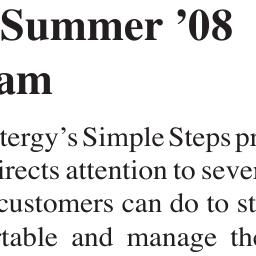 Summer ’08
am
tergy’s Simple Steps pr
irects attention to seve
customers can do to st
rtable and manage the